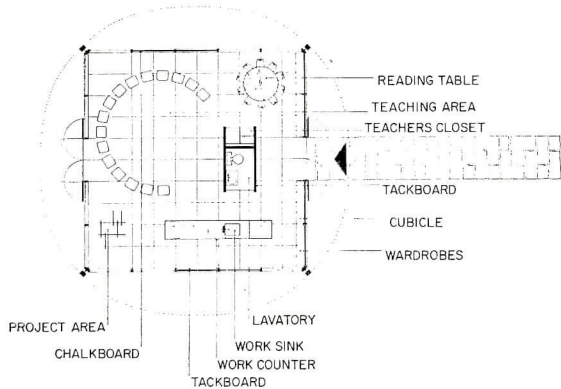 READING TABLE
TEACHING AREA
TEACHERS CLOSET
TACKBOARD
CUBICLE
WARDROBES
LAVATORY
PROJECT AREA
WORK SINK
CHALKBOARD
WORK COUNTER
TACKBOARD